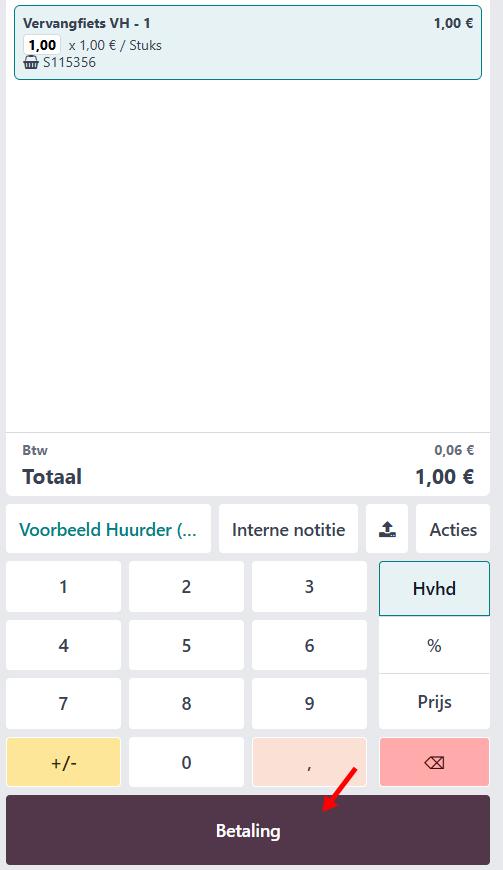 Vervangfiets VH - 1 1,00 €
1,00 x 1,00 € / Stuks
S115356
Btw 0,06 €
Totaal 1,00 €
Voorbeeld Huurder (... Interne notitie Acties
1 2 3 Hvhd
4 5 6 %
7 8 9 Prijs
+/- 0 ,
Betaling